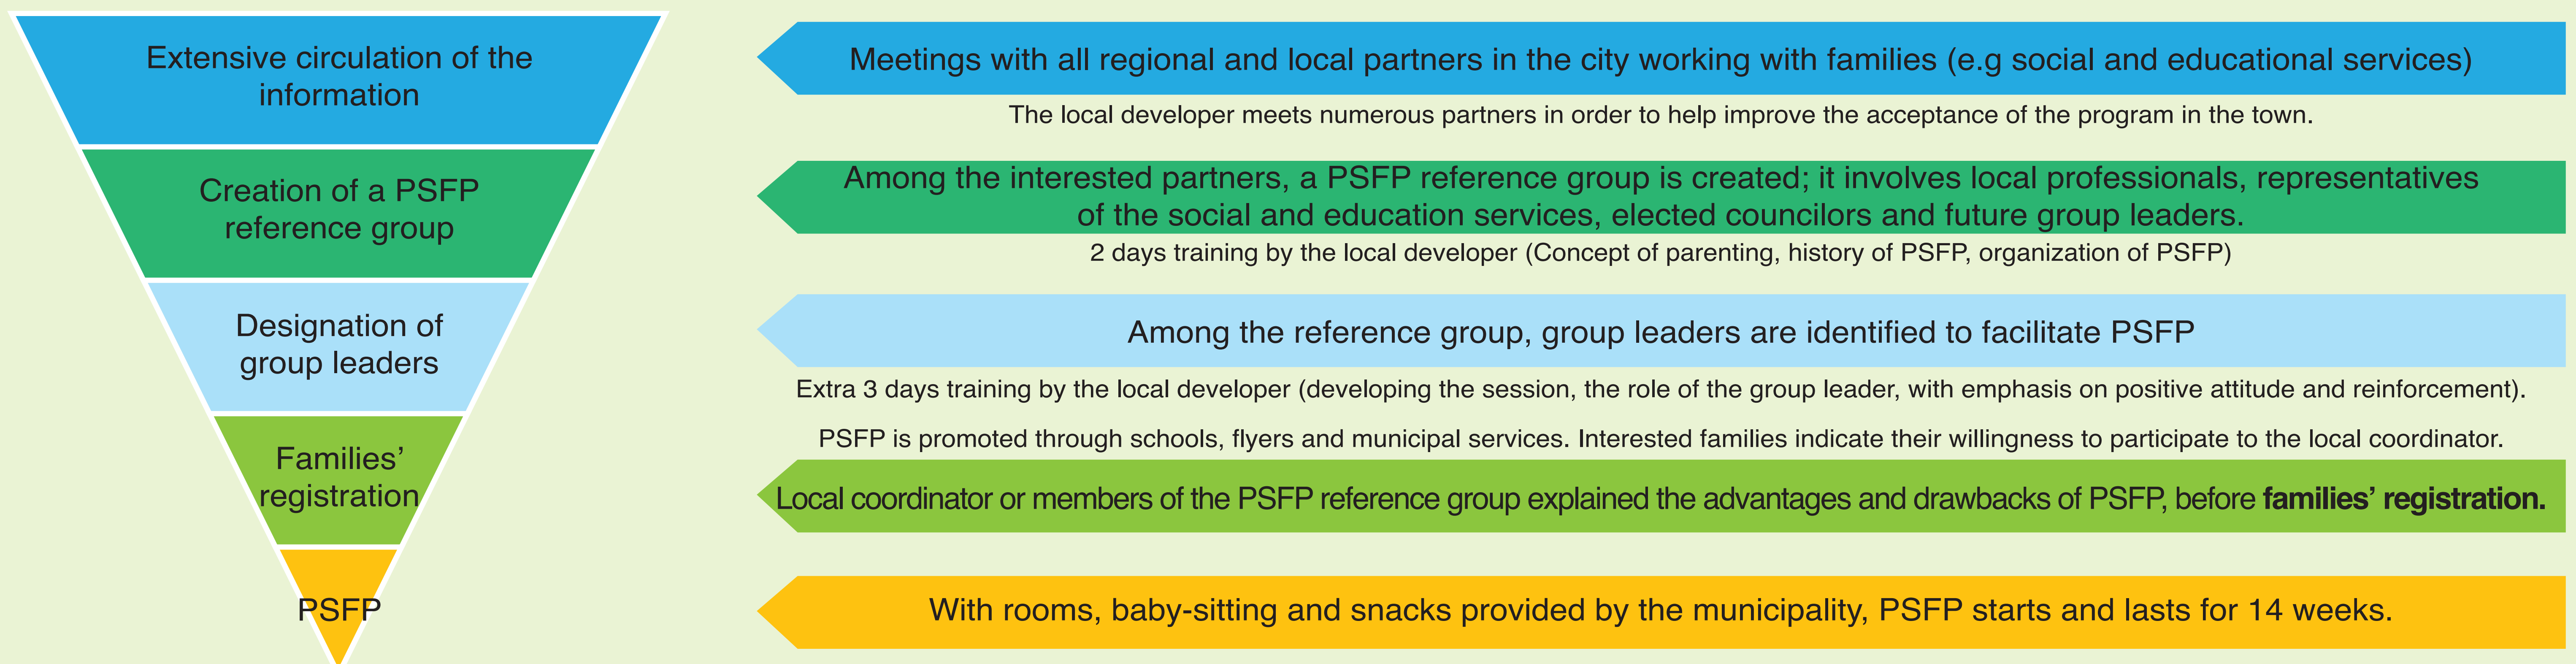 Extensive circulation of the
information
Meetings with all regional and local partners in the city working with families (e.g social and educational services)
The local developer meets numerous partners in order to help improve the acceptance of the program in the town.
Creation of a PSFP
reference group
Among the interested partners, a PSFP reference group is created; it involves local professionals, representatives
of the social and education services, elected councilors and future group leaders.
2 days training by the local developer (Concept of parenting, history of PSFP, organization of PSFP)
Designation of
group leaders
Among the reference group, group leaders are identified to facilitate PSFP
Extra 3 days training by the local developer (developing the session, the role of the group leader, with emphasis on positive attitude and reinforcement).
Families’
registration
PSFP is promoted through schools, flyers and municipal services. Interested families indicate their willingness to participate to the local coordinator.
Local coordinator or members of the PSFP reference group explained the advantages and drawbacks of PSFP, before families’ registration.
PSFP
With rooms, baby-sitting and snacks provided by the municipality, PSFP starts and lasts for 14 weeks.